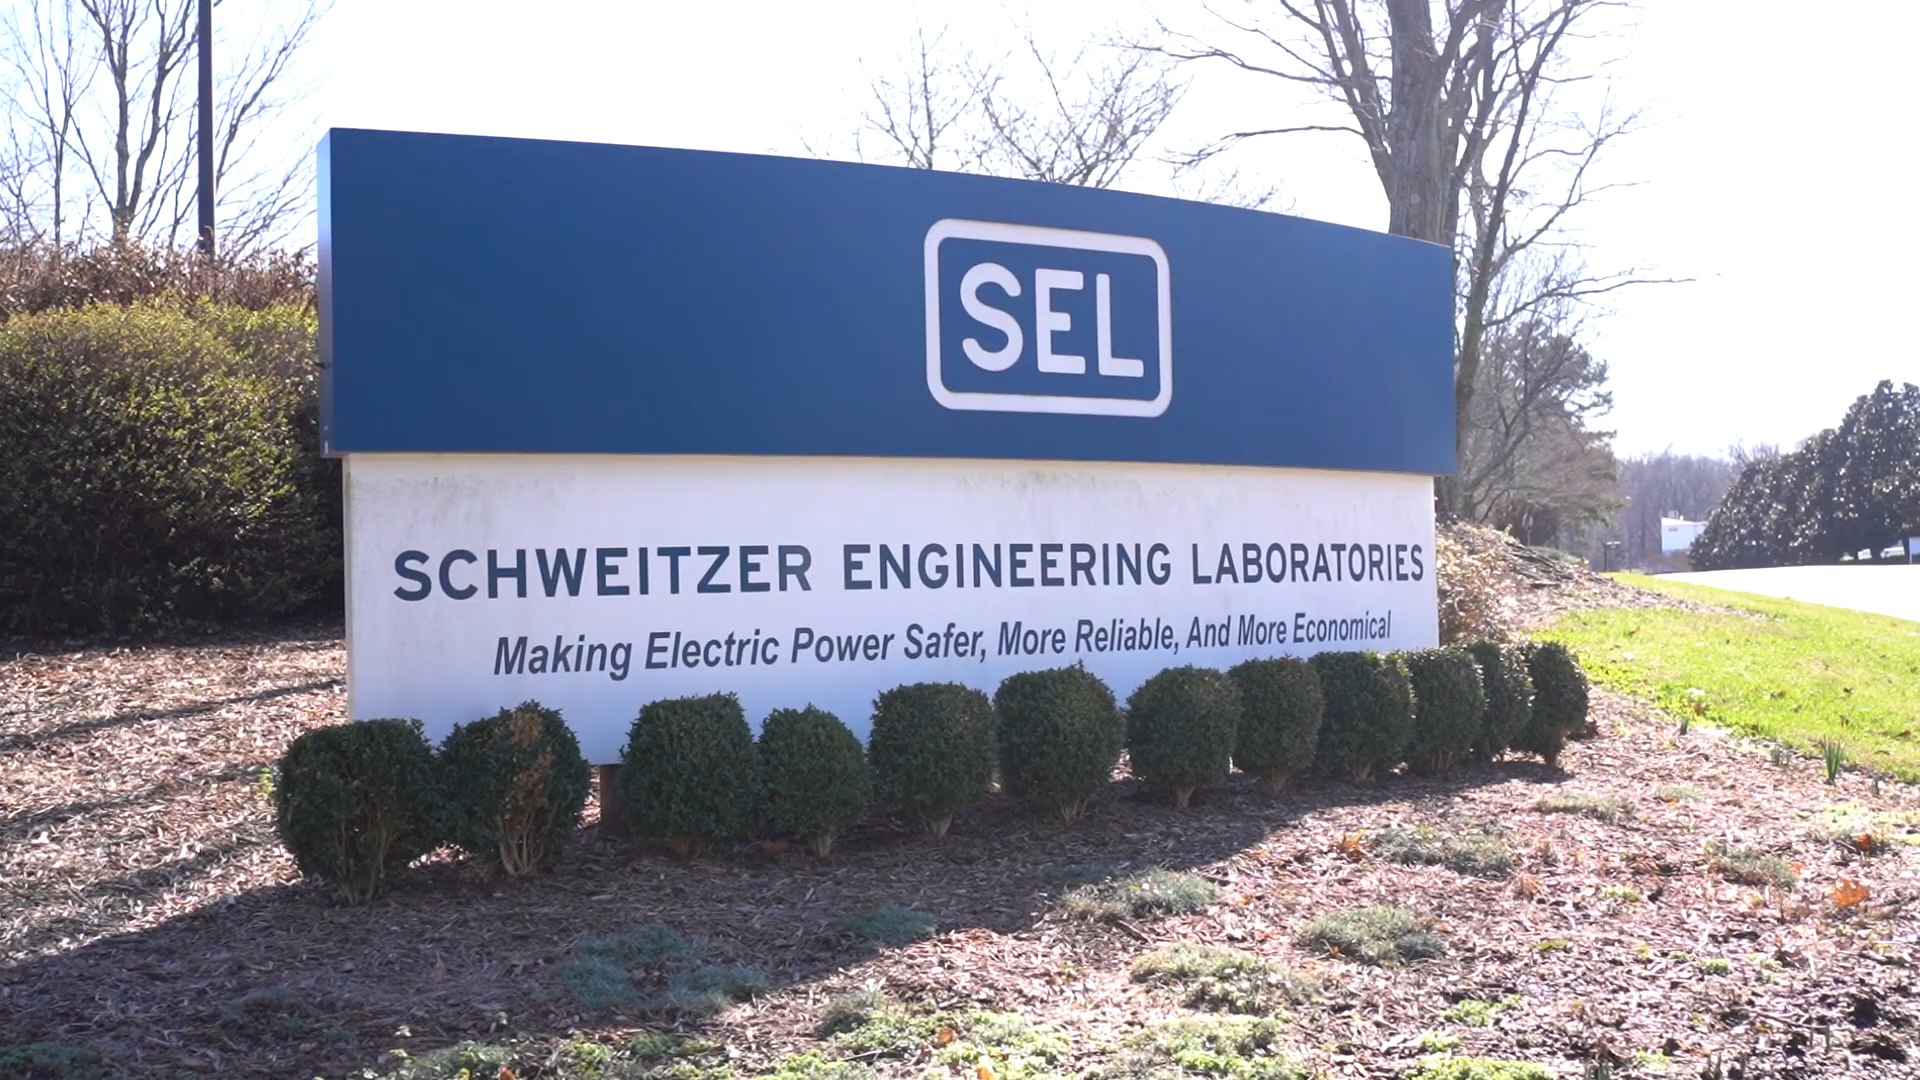 SEL
SCHWEITZER ENGINEERING LABORATORIES
Making Electric Power Safer, More Reliable, And More Economical